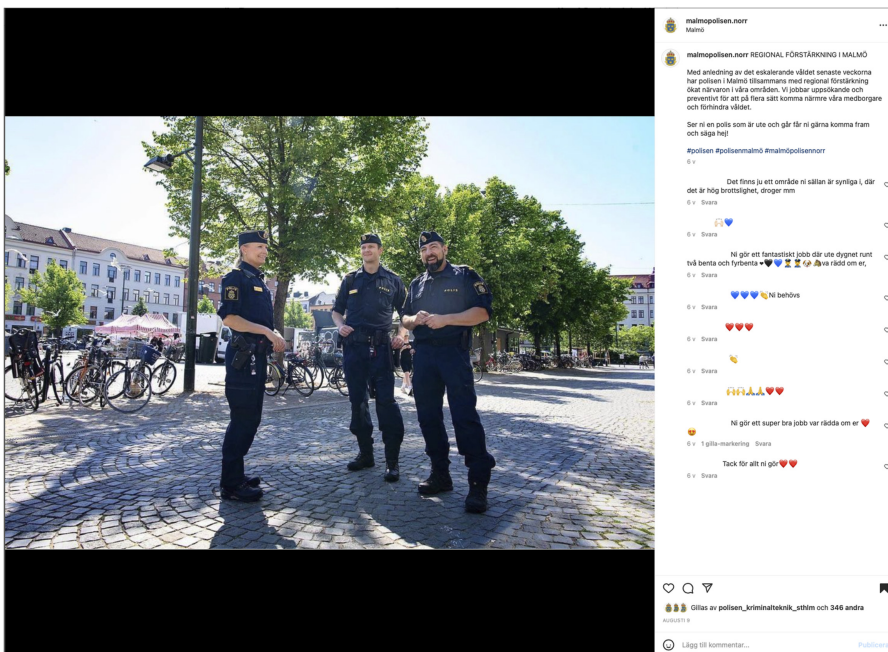 malmopolisen.norr
Malmö
malmopolisen.norr REGIONAL FÖRSTÄRKNING I MALMÖ
Med anledning av det eskalerande våldet senaste veckorna
har polisen i Malmö tillsammans med regional förstärkning
ökat närvaron i våra områden. Vi jobbar uppsökande och
preventivt för att på flera sätt komma närmre våra medborgare
och förhindra våldet.
Ser ni en polis som är ute och går får ni gärna komma fram
och säga hej!
#polisen #polisenmalmö #malmöpolisennorr
6 v
Det finns ju ett område ni sällan är synliga i, där
det är hög brottslighet, droger mm
6 v Svara
🙌🏻💙
6 v Svara
Ni gör ett fantastiskt jobb där ute dygnet runt
två benta och fyrbenta va rädd om er,
6 v Svara
💙💙💙👏Ni behövs
6 v Svara
❤️❤️❤️
6 v Svara
👏
6 v Svara
🙌🙌🙏🙏❤️❤️
6 v Svara
Ni gör ett super bra jobb var rädda om er ❤️
😍
6 v 1 gilla-markering Svara
Tack för allt ni gör❤️❤️
6 v Svara
Gillas av polisen_kriminalteknik_sthlm och 346 andra
AUGUSTI 9
Lägg till kommentar...
Publicera
POLIS